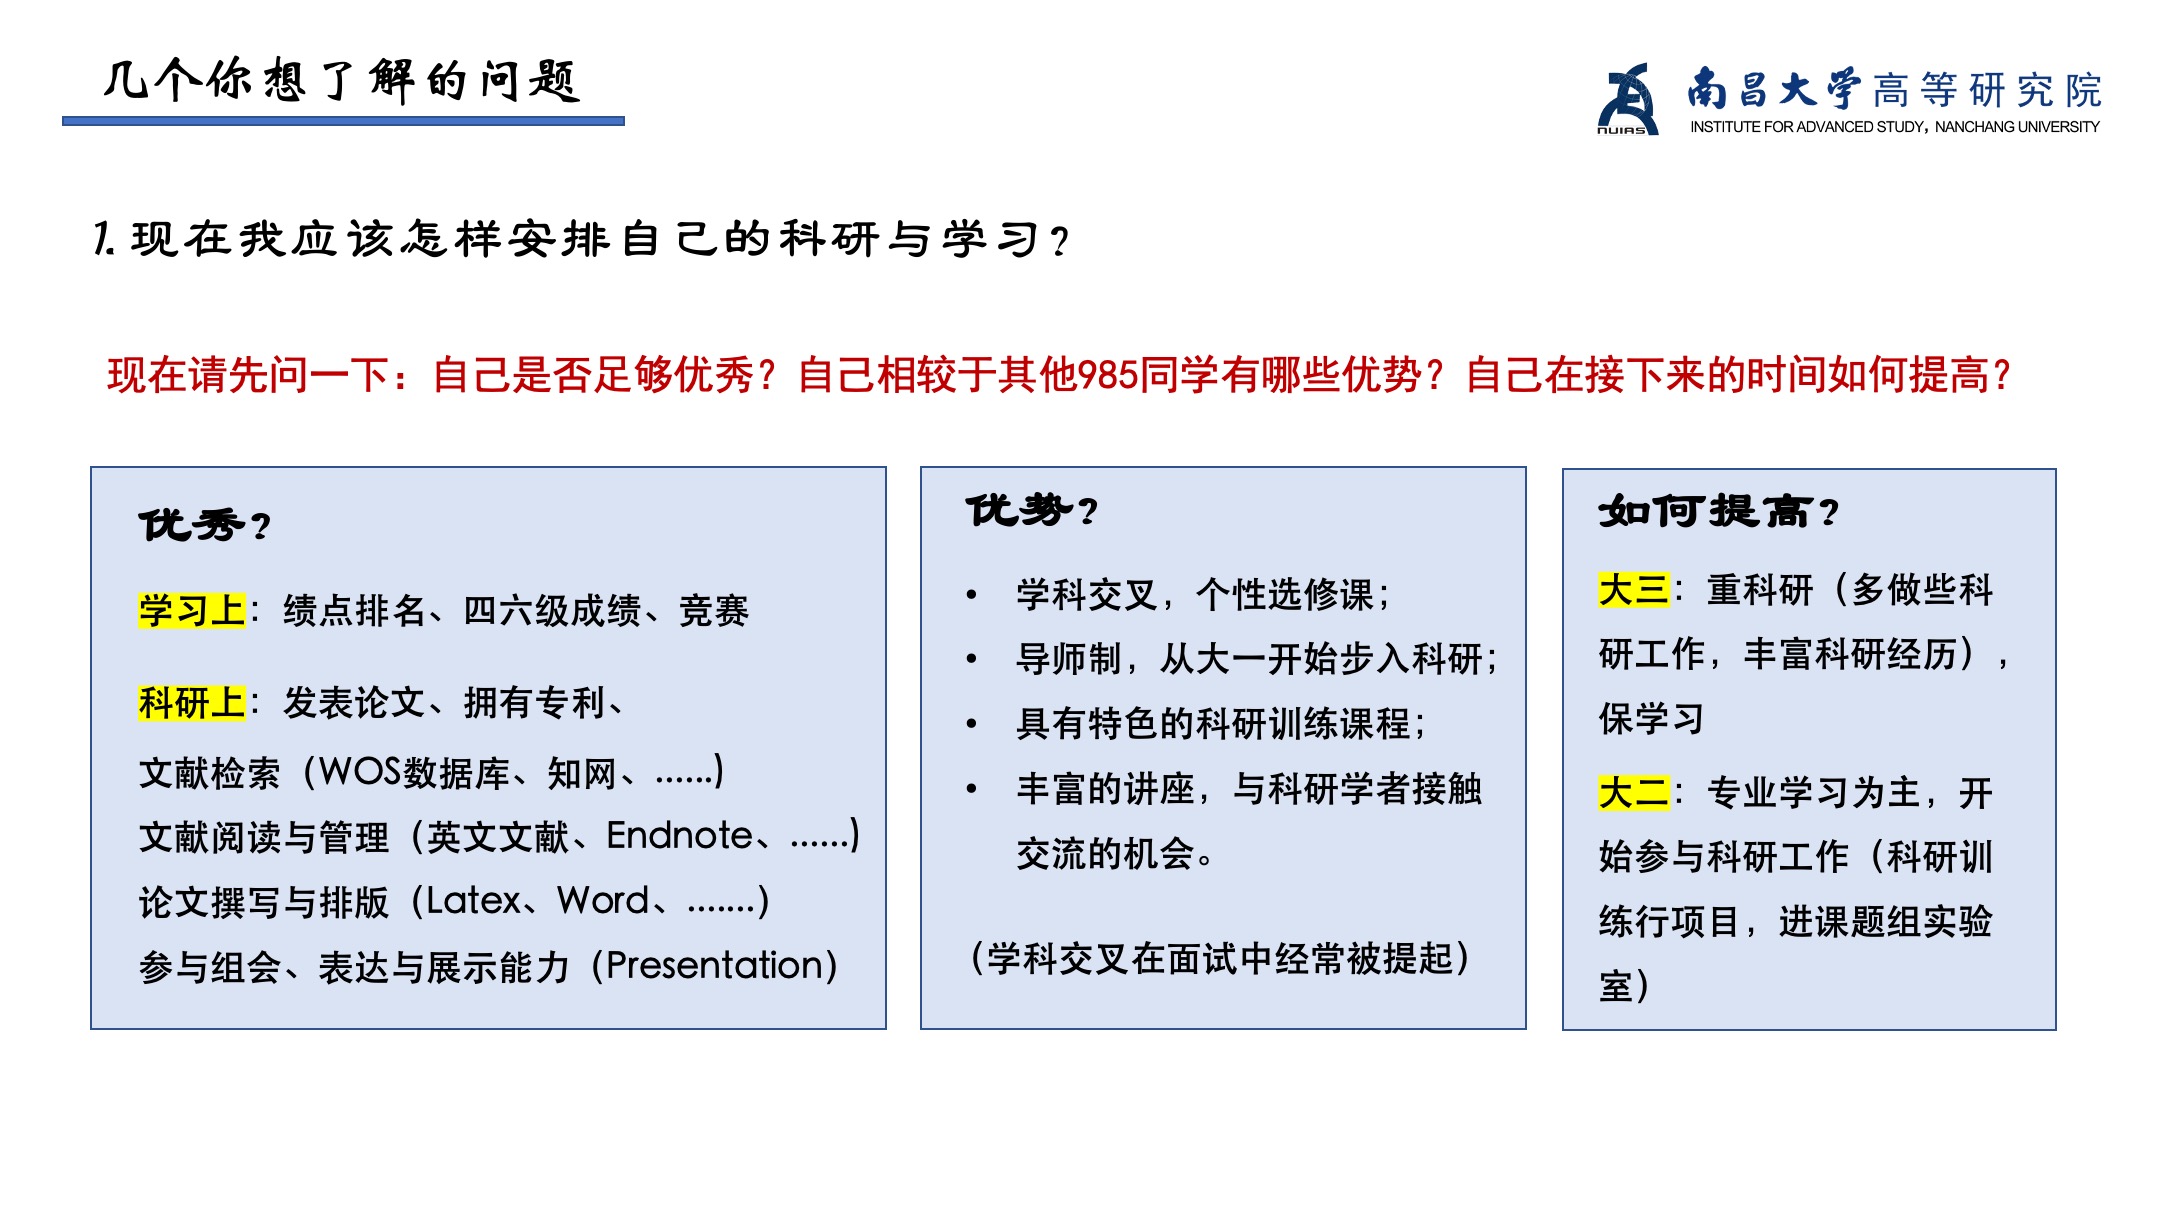 几个你想了解的问题
南昌大学高等研究院
NUIAS
INSTITUTE FOR ADVANCED STUDY, NANCHANG UNIVERSITY
1. 现在我应该怎样安排自己的科研与学习？
现在请先问一下：自己是否足够优秀？自己相较于其他985同学有哪些优势？自己在接下来的时间如何提高？
优秀？
学习上：绩点排名、四六级成绩、竞赛
科研上：发表论文、拥有专利、
文献检索（WOS数据库、知网、......）
文献阅读与管理（英文文献、Endnote、......）
论文撰写与排版（Latex、Word、.......）
参与组会、表达与展示能力（Presentation）
优势？
• 学科交叉，个性选修课；
• 导师制，从大一开始步入科研；
• 具有特色的科研训练课程；
• 丰富的讲座，与科研学者接触
交流的机会。
（学科交叉在面试中经常被提起）
如何提高？
大三：重科研（多做些科
研工作，丰富科研经历），
保学习
大二：专业学习为主，开
始参与科研工作（科研训
练行项目，进课题组实验
室）